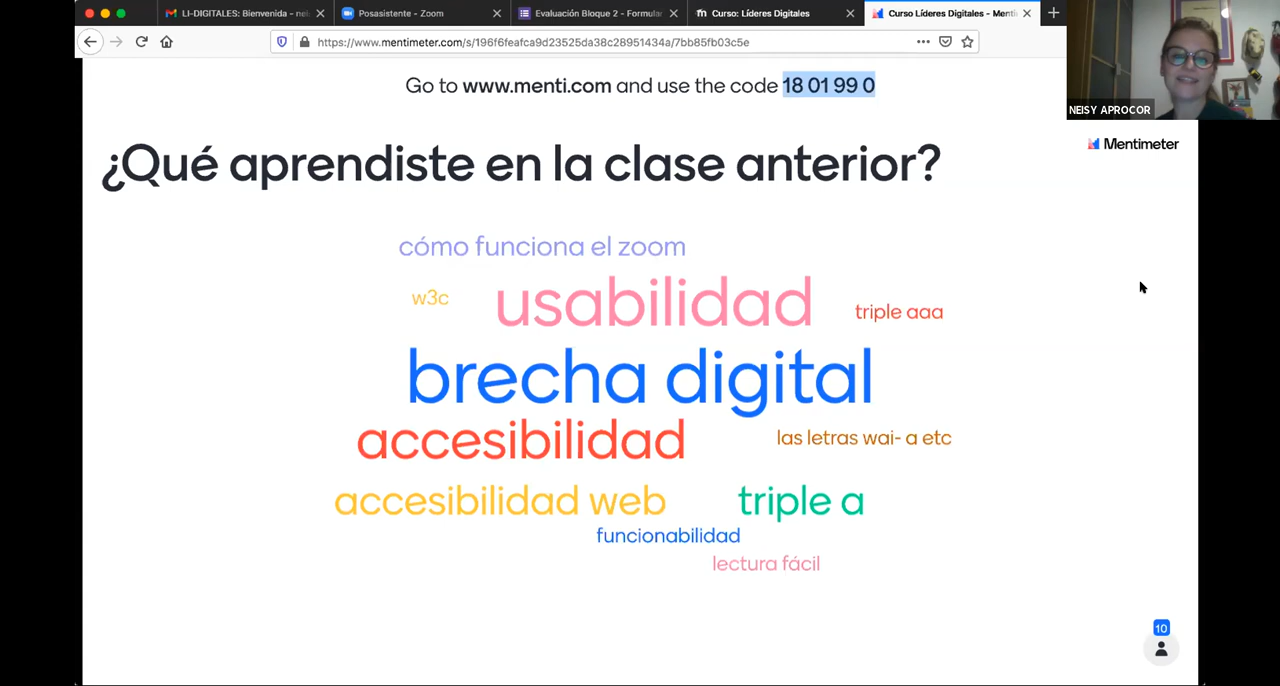 LI-DIGITALES: Bienvenida - nei
Posasistente - Zoom
Evaluación Bloque 2 - Formular
Curso: Líderes Digitales
Curso Líderes Digitales - Menti
https://www.mentimeter.com/s/196f6feafca9d23525da38c28951434a/7bb85fb03c5e
NEISY APROCOR
Go to www.menti.com and use the code 18 01 99 0
Mentimeter
¿Qué aprendiste en la clase anterior?
cómo funciona el zoom
w3c
usabilidad
triple aaa
brecha digital
accesibilidad
las letras wai- a etc
accesibilidad web
triple a
funcionabilidad
lectura fácil
10